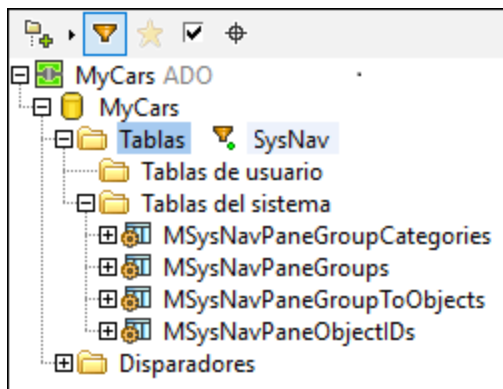 MyCars ADO
MyCars
Tablas SysNav
Tablas de usuario
Tablas del sistema
MSysNavPaneGroupCategories
MSysNavPaneGroups
MSysNavPaneGroupToObjects
MSysNavPaneObjectIDs
Disparadores